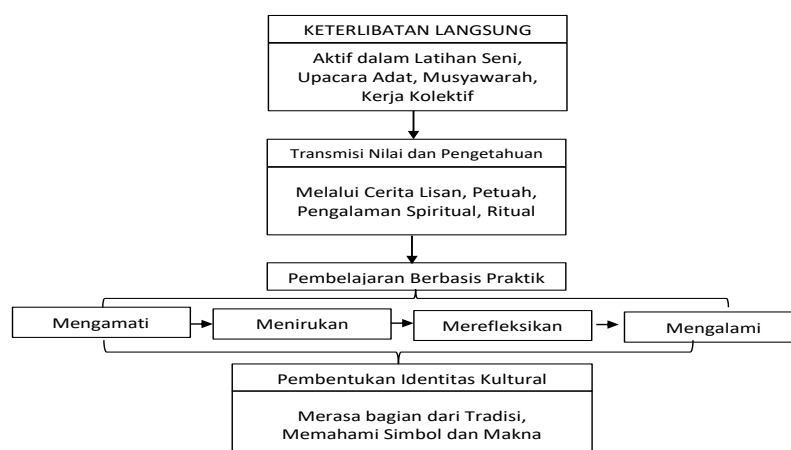 KETERLIBATAN LANGSUNG
Aktif dalam Latihan Seni,
Upacara Adat, Musyawarah,
Kerja Kolektif
Transmisi Nilai dan Pengetahuan
Melalui Cerita Lisan, Petuah,
Pengalaman Spiritual, Ritual
Pembelajaran Berbasis Praktik
Mengamati
Menirukan
Merefleksikan
Mengalami
Pembentukan Identitas Kultural
Merasa bagian dari Tradisi,
Memahami Simbol dan Makna